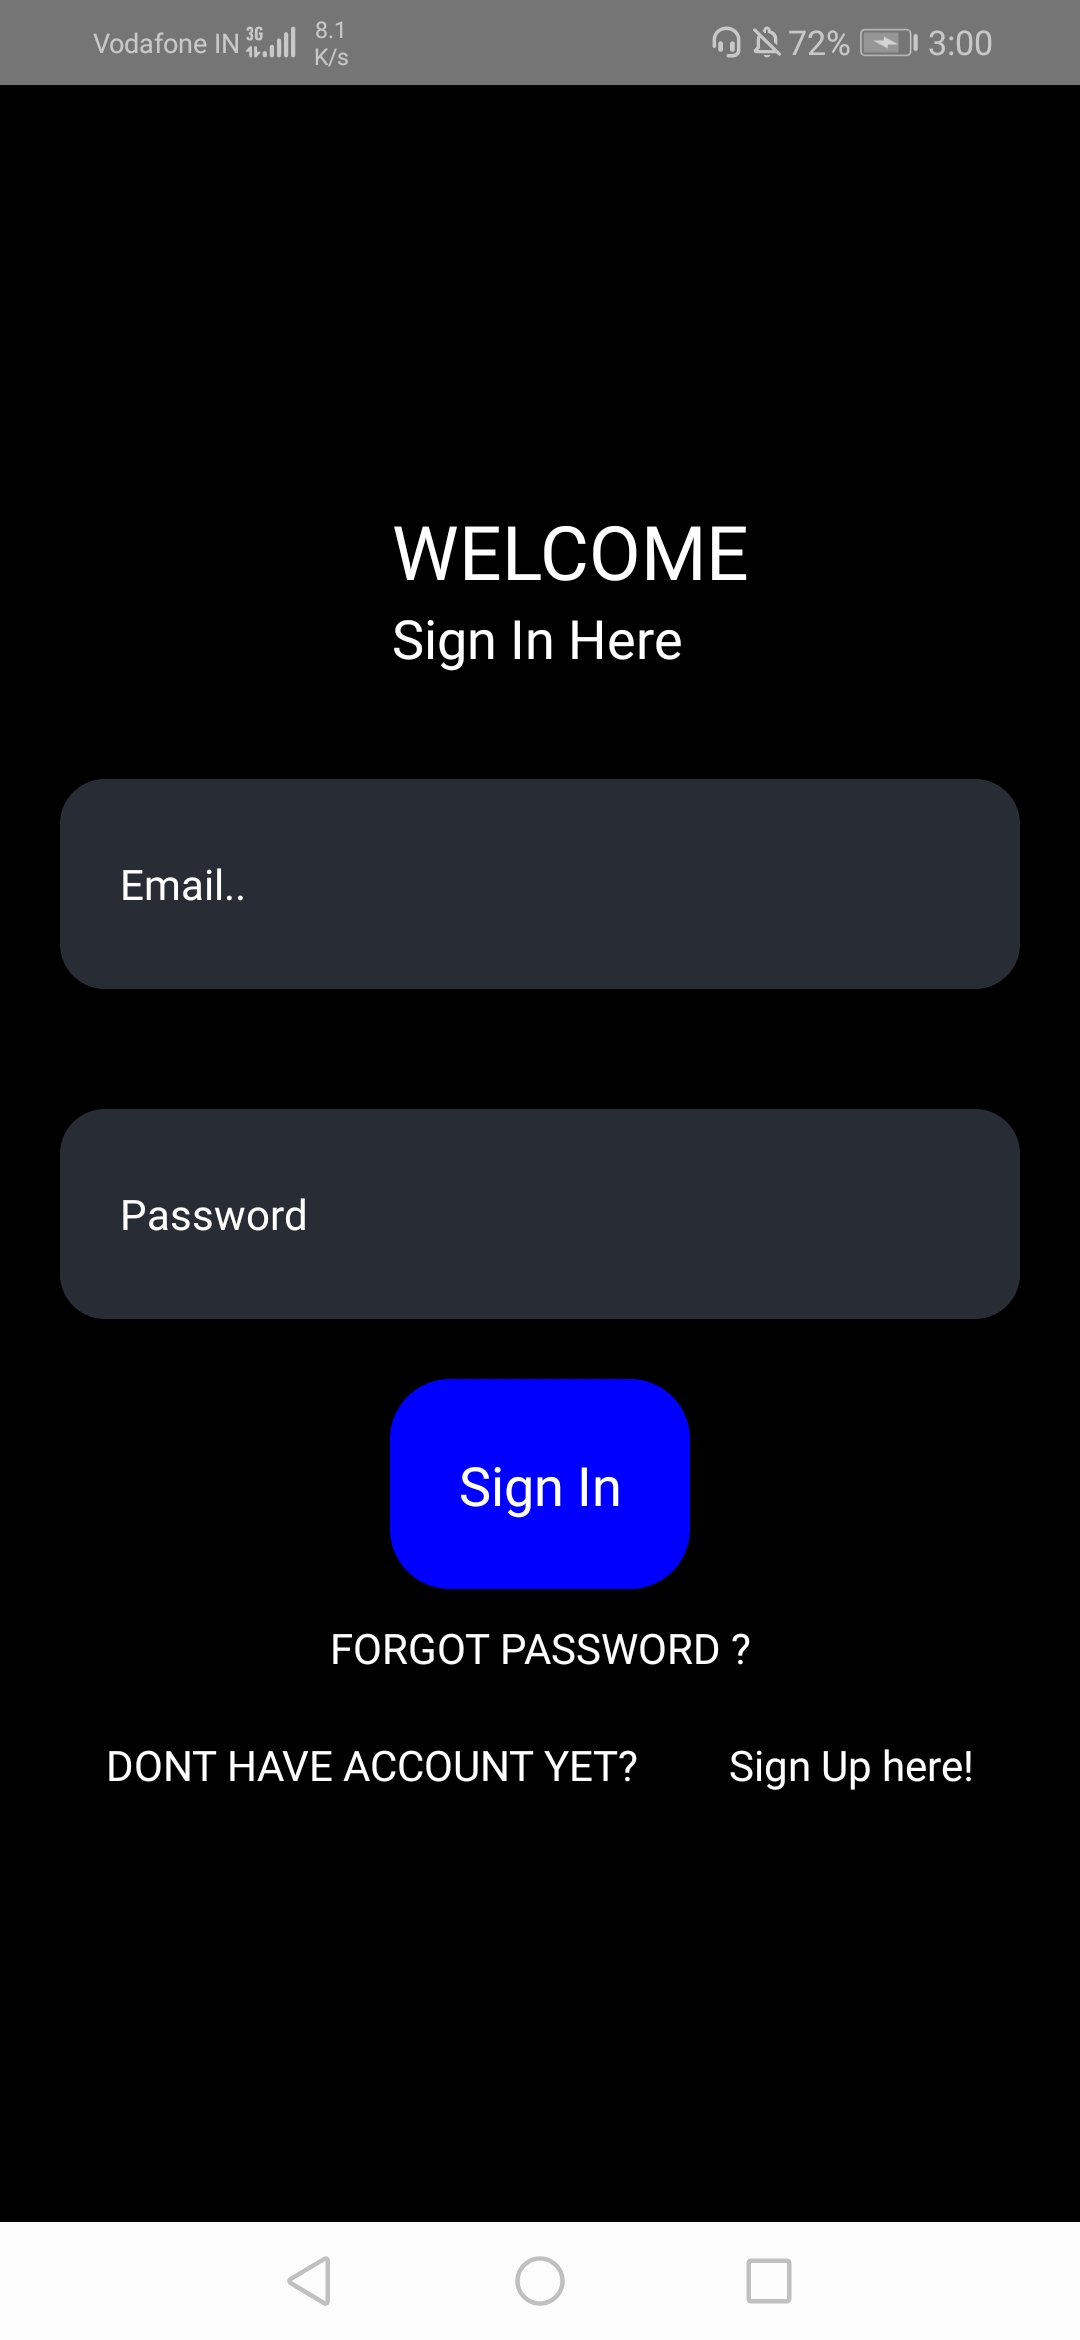 Vodafone IN 3G 8.1 K/s 72% 3:00
WELCOME
Sign In Here
Email..
Password
Sign In
FORGOT PASSWORD ?
DONT HAVE ACCOUNT YET? Sign Up here!